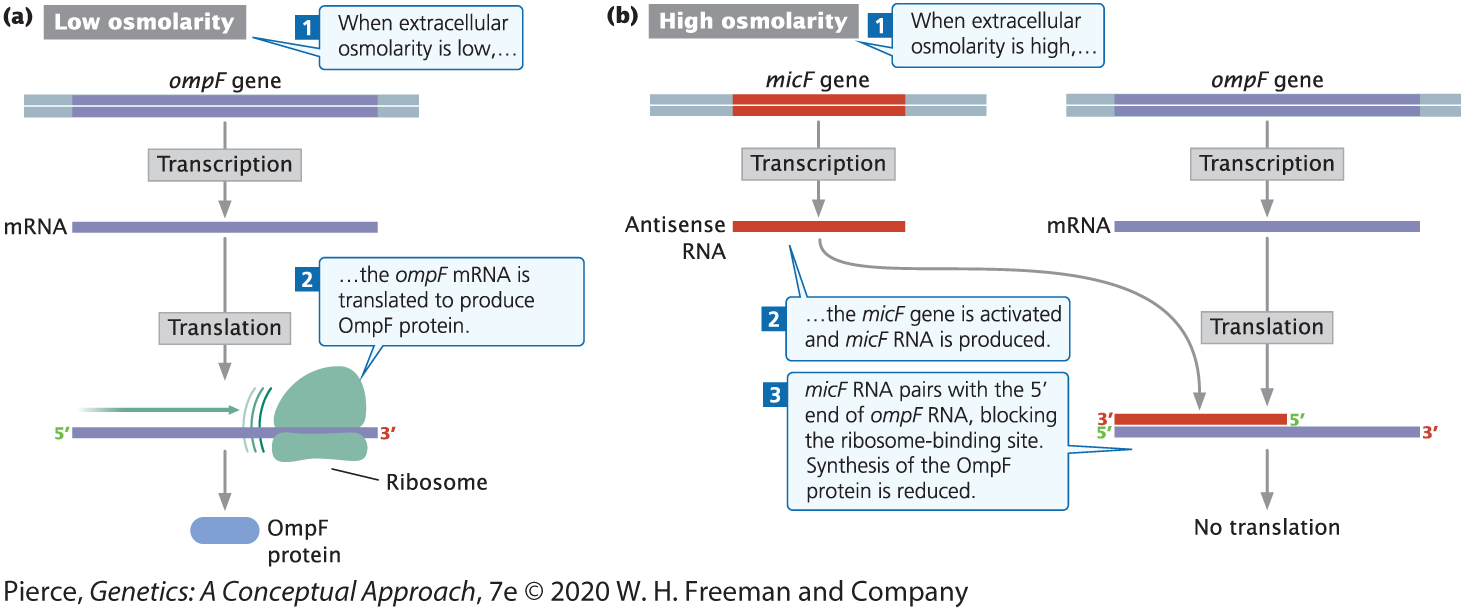 (a) Low osmolarity
1 When extracellular
osmolarity is low,…
ompF gene
Transcription
mRNA
2 …the ompF mRNA is
translated to produce
OmpF protein.
Translation
5′ 3′
Ribosome
OmpF
protein
(b) High osmolarity
1 When extracellular
osmolarity is high,…
micF gene
ompF gene
Transcription
Transcription
Antisense
RNA
mRNA
2 …the micF gene is activated
and micF RNA is produced.
Translation
3 micF RNA pairs with the 5′
end of ompF RNA, blocking
the ribosome-binding site.
Synthesis of the OmpF
protein is reduced.
3′ 5′
5′ 3′
No translation
Pierce, Genetics: A Conceptual Approach, 7e © 2020 W. H. Freeman and Company